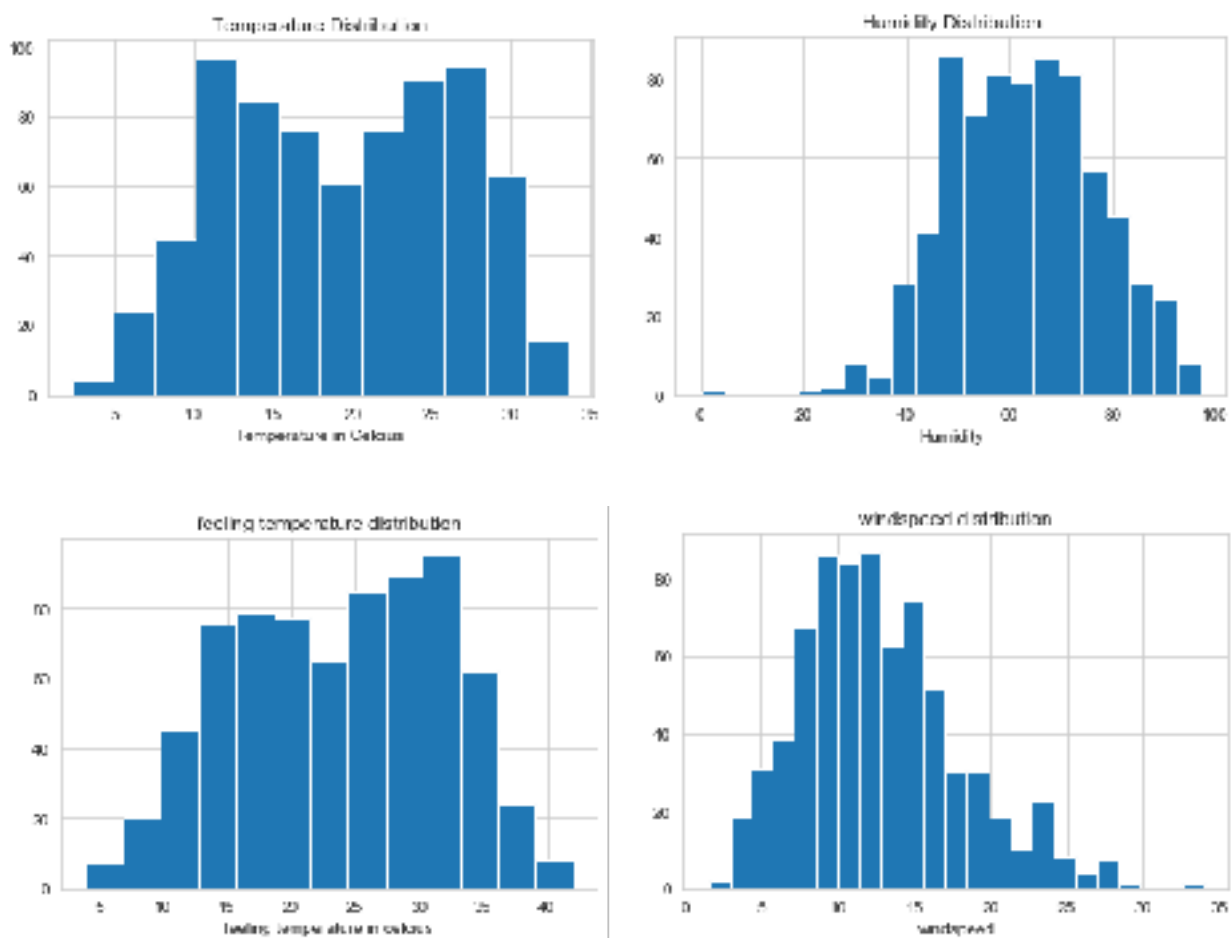 Temperature Distribution
100
80
60
40
20
0
5 10 15 20 25 30 35
Temperature in Celcius
Humidity Distribution
80
60
40
20
0
0 20 40 60 80 100
Humidity
feeling temperature distribution
80
60
40
20
0
5 10 15 20 25 30 35 40
feeling temperature in celcius
windspeed distribution
80
60
40
20
0
0 5 10 15 20 25 30 35
windspeed